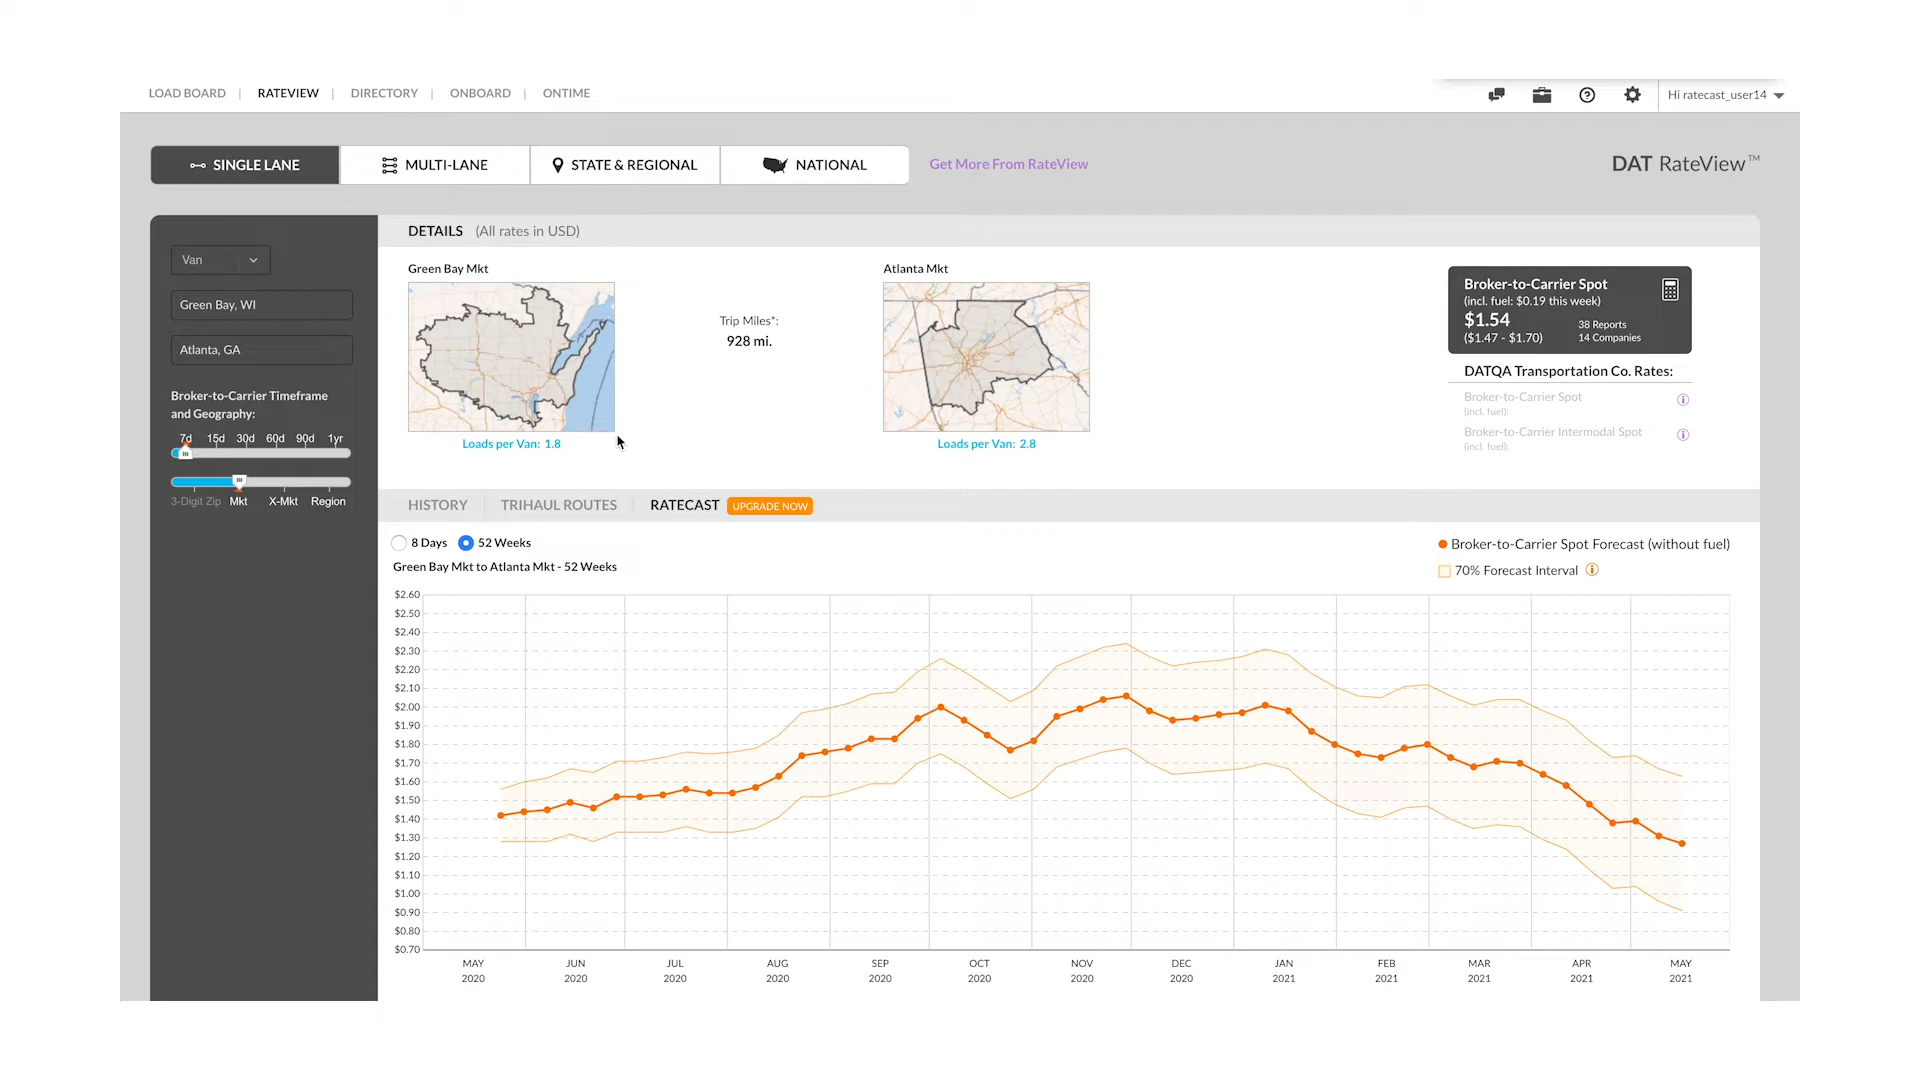 LOAD BOARD | RATEVIEW | DIRECTORY | ONBOARD | ONTIME
Hi ratecast_user14
SINGLE LANE
MULTI-LANE
STATE & REGIONAL
NATIONAL
Get More From RateView
DAT RateView™
Van
Green Bay, WI
Atlanta, GA
Broker-to-Carrier Timeframe
and Geography:
7d 15d 30d 60d 90d 1yr
3-Digit Zip Mkt X-Mkt Region
DETAILS (All rates in USD)
Green Bay Mkt
Loads per Van: 1.8
Trip Miles*:
928 mi.
Atlanta Mkt
Loads per Van: 2.8
Broker-to-Carrier Spot
(incl. fuel: $0.19 this week)
$1.54
($1.47 - $1.70)
38 Reports
14 Companies
DATQA Transportation Co. Rates:
Broker-to-Carrier Spot
(incl. fuel):
Broker-to-Carrier Intermodal Spot
(incl. fuel):
HISTORY
TRIHAUL ROUTES
RATECAST UPGRADE NOW
8 Days 52 Weeks
Green Bay Mkt to Atlanta Mkt - 52 Weeks
Broker-to-Carrier Spot Forecast (without fuel)
70% Forecast Interval
$2.60
$2.50
$2.40
$2.30
$2.20
$2.10
$2.00
$1.90
$1.80
$1.70
$1.60
$1.50
$1.40
$1.30
$1.20
$1.10
$1.00
$0.90
$0.80
$0.70
MAY JUN JUL AUG SEP OCT NOV DEC JAN FEB MAR APR MAY
2020 2020 2020 2020 2020 2020 2020 2020 2021 2021 2021 2021 2021